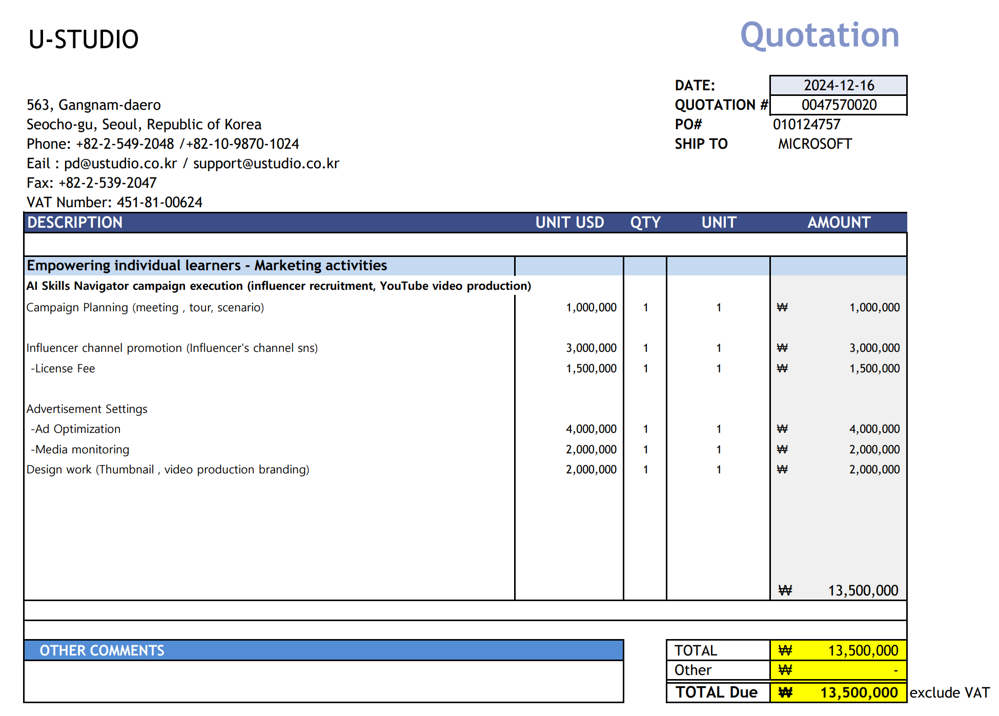 U-STUDIO
Quotation
DATE: 2024-12-16
563, Gangnam-daero QUOTATION # 0047570020
Seocho-gu, Seoul, Republic of Korea PO# 010124757
Phone: +82-2-549-2048 /+82-10-9870-1024 SHIP TO MICROSOFT
Eail : pd@ustudio.co.kr / support@ustudio.co.kr
Fax: +82-2-539-2047
VAT Number: 451-81-00624
DESCRIPTION UNIT USD QTY UNIT AMOUNT
Empowering individual learners - Marketing activities
AI Skills Navigator campaign execution (influencer recruitment, YouTube video production)
Campaign Planning (meeting , tour, scenario) 1,000,000 1 1 ₩ 1,000,000
Influencer channel promotion (Influencer's channel sns) 3,000,000 1 1 ₩ 3,000,000
-License Fee 1,500,000 1 1 ₩ 1,500,000
Advertisement Settings
-Ad Optimization 4,000,000 1 1 ₩ 4,000,000
-Media monitoring 2,000,000 1 1 ₩ 2,000,000
Design work (Thumbnail , video production branding) 2,000,000 1 1 ₩ 2,000,000
₩ 13,500,000
OTHER COMMENTS TOTAL ₩ 13,500,000
Other ₩ -
TOTAL Due ₩ 13,500,000 exclude VAT